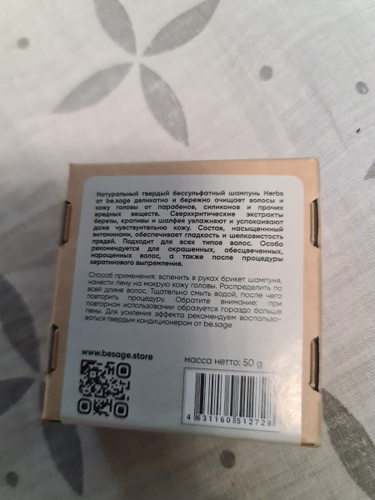 Натуральный твердый бессульфатный шампунь Herbs
от be.sage деликатно и бережно очищает волосы и
кожу головы от парабенов, силиконов и прочих
вредных веществ. Сверхкритические экстракты
березы, крапивы и шалфея увлажняют и успокаивают
даже чувствительную кожу. Состав, насыщенный
витаминами, обеспечивает гладкость и шелковистость
прядей. Подходит для всех типов волос. Особо
рекомендуется для окрашенных, обесцвеченных,
нарощенных волос, а также после процедуры
кератинового выпрямления.
Способ применения: вспенить в руках брикет шампуня,
нанести пену на мокрую кожу головы. Распределить по
всей длине волос. Тщательно смыть водой, после чего
повторить процедуру. Обратите внимание: при
повторном использовании образуется гораздо больше
пены. Для усиления эффекта рекомендуем воспользо-
ваться твердым кондиционером от be.sage
www.besage.store
масса нетто: 50 g
4 631160 512728